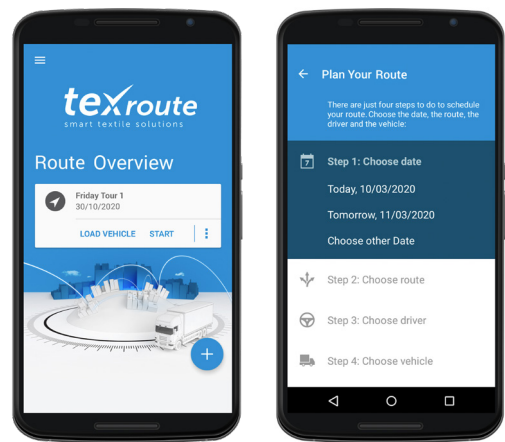 texroute
smart textile solutions
Route Overview
Friday Tour 1
30/10/2020
LOAD VEHICLE START
Plan Your Route
There are just four steps to do to schedule
your route. Choose the date, the route, the
driver and the vehicle:
7 Step 1: Choose date
Today, 10/03/2020
Tomorrow, 11/03/2020
Choose other Date
Step 2: Choose route
Step 3: Choose driver
Step 4: Choose vehicle